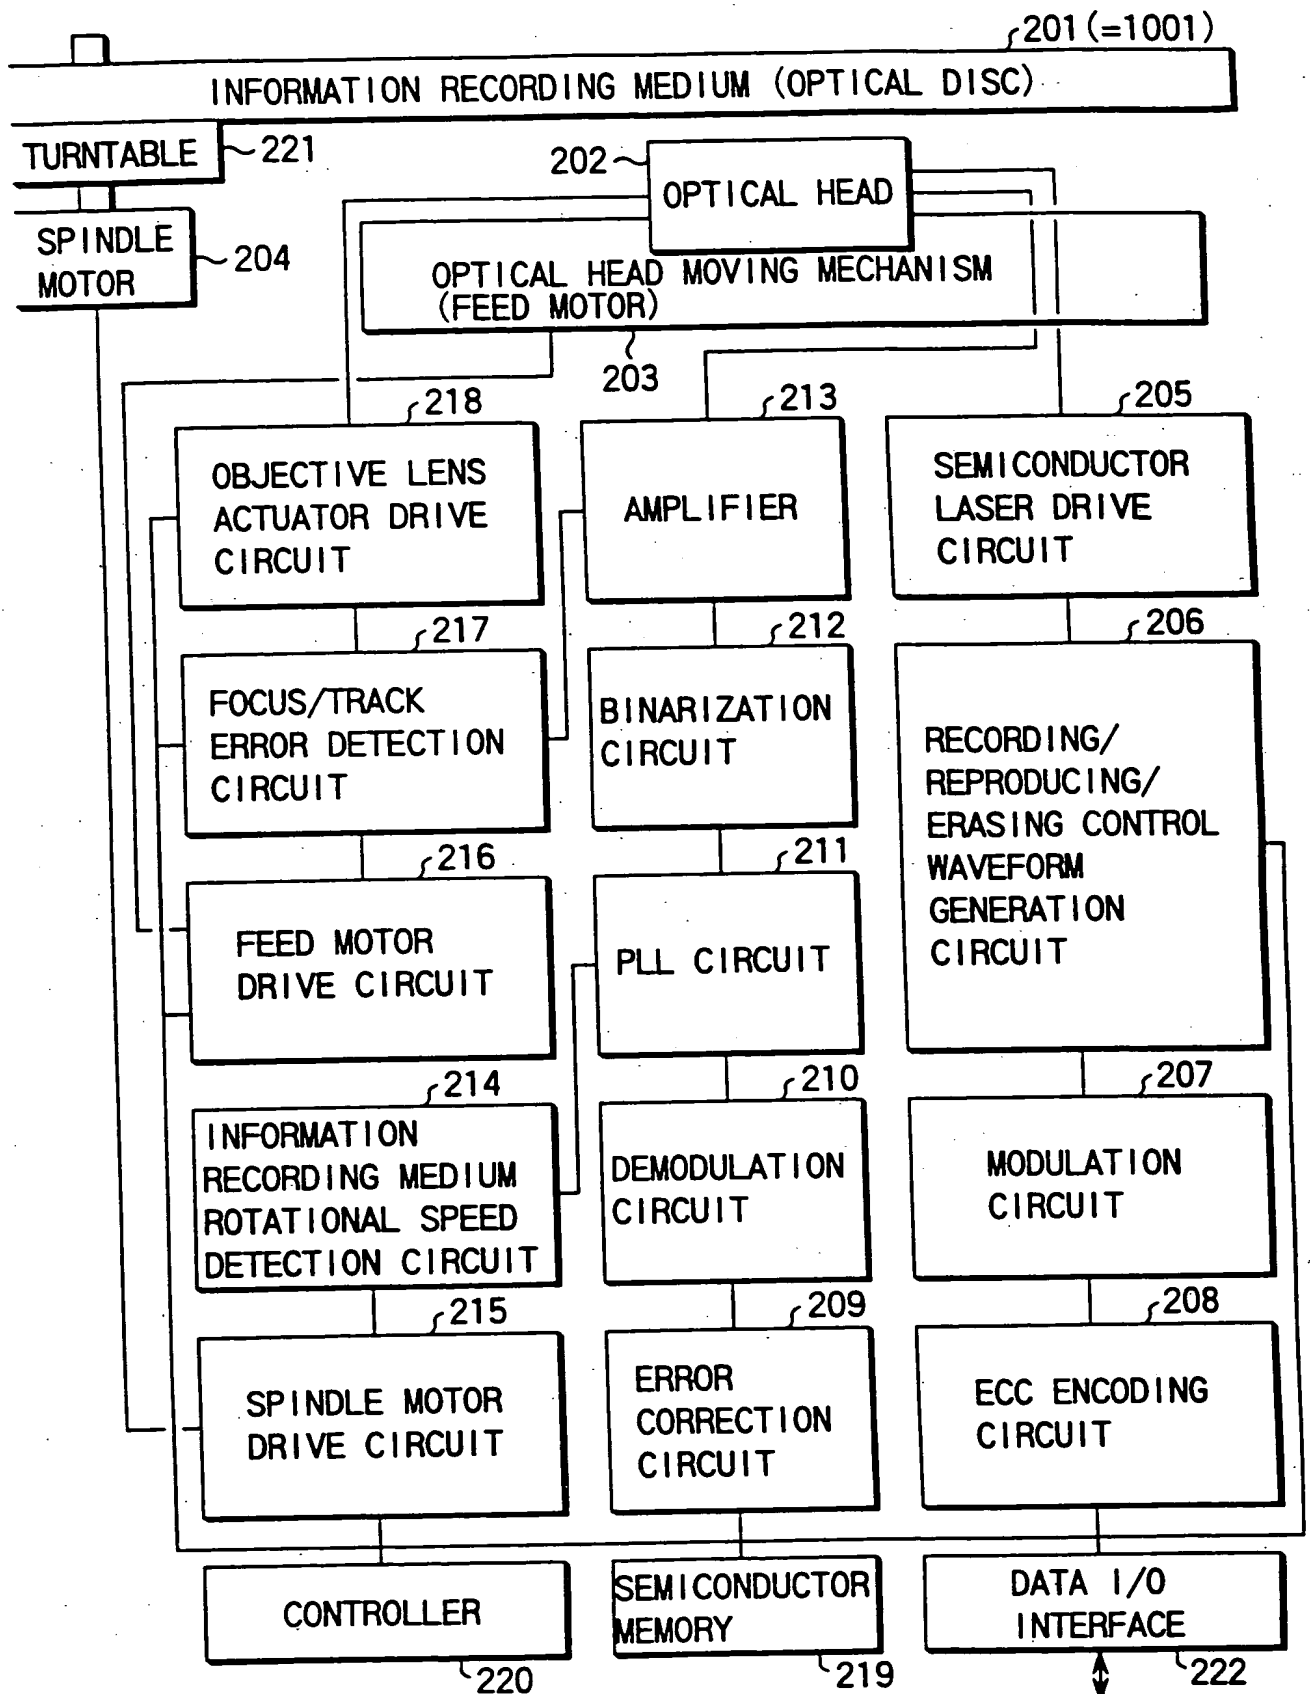 201(=1001)
INFORMATION RECORDING MEDIUM (OPTICAL DISC)
TURNTABLE
221
202
OPTICAL HEAD
SPINDLE
MOTOR
204
OPTICAL HEAD MOVING MECHANISM
(FEED MOTOR)
203
218
213
205
OBJECTIVE LENS
ACTUATOR DRIVE
CIRCUIT
AMPLIFIER
SEMICONDUCTOR
LASER DRIVE
CIRCUIT
217
212
206
FOCUS/TRACK
ERROR DETECTION
CIRCUIT
BINARIZATION
CIRCUIT
RECORDING/
REPRODUCING/
ERASING CONTROL
WAVEFORM
GENERATION
CIRCUIT
216
211
FEED MOTOR
DRIVE CIRCUIT
PLL CIRCUIT
214
210
207
INFORMATION
RECORDING MEDIUM
ROTATIONAL SPEED
DETECTION CIRCUIT
DEMODULATION
CIRCUIT
MODULATION
CIRCUIT
215
209
208
SPINDLE MOTOR
DRIVE CIRCUIT
ERROR
CORRECTION
CIRCUIT
ECC ENCODING
CIRCUIT
CONTROLLER
SEMICONDUCTOR
MEMORY
DATA I/O
INTERFACE
220
219
222